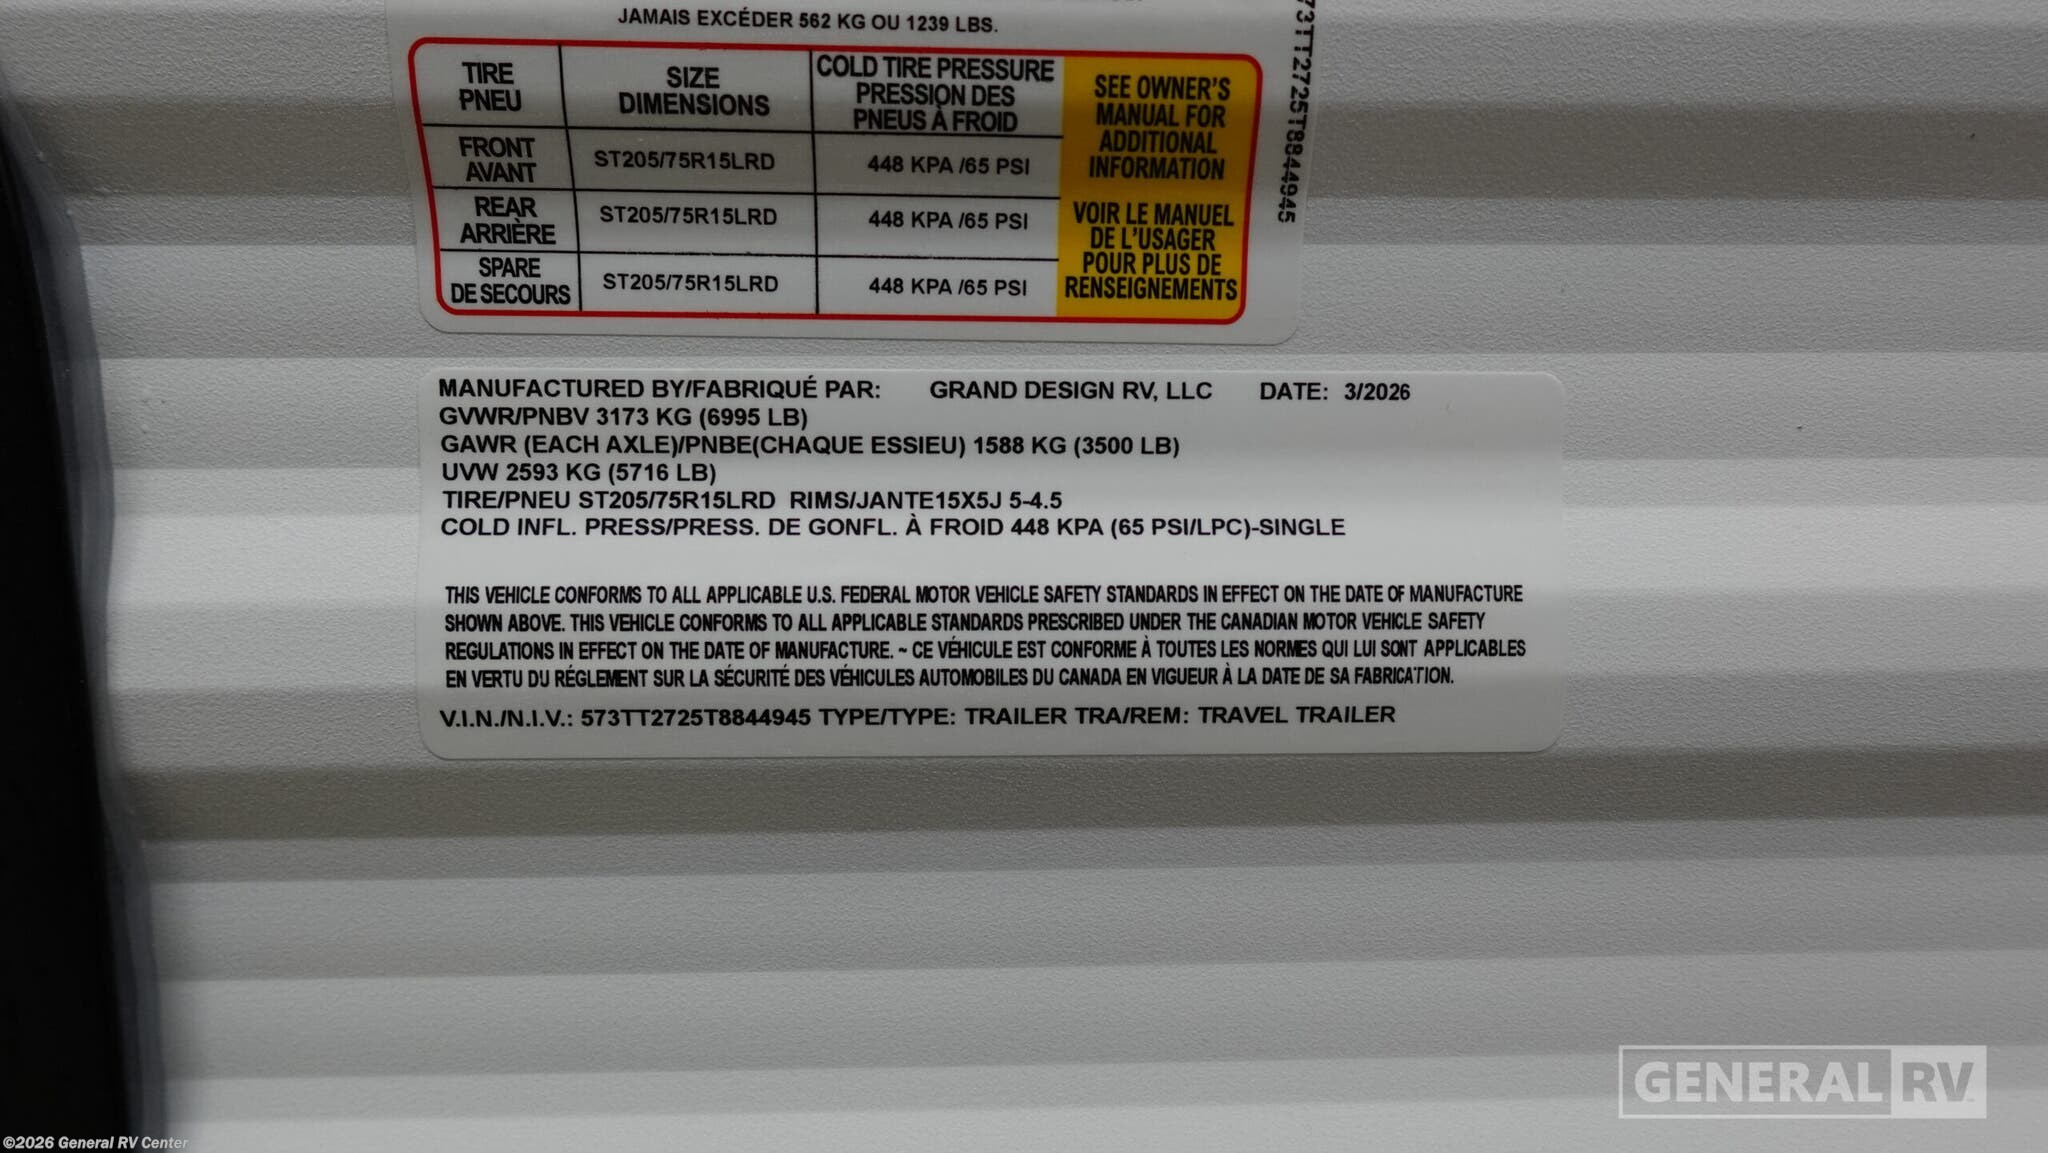 JAMAIS EXCÉDER 562 KG OU 1239 LBS.
TIRE
PNEU
SIZE
DIMENSIONS
COLD TIRE PRESSURE
PRESSION DES
PNEUS À FROID
SEE OWNER'S
MANUAL FOR
ADDITIONAL
INFORMATION
VOIR LE MANUEL
DE L'USAGER
POUR PLUS DE
RENSEIGNEMENTS
FRONT
AVANT
ST205/75R15LRD
448 KPA /65 PSI
REAR
ARRIÈRE
ST205/75R15LRD
448 KPA /65 PSI
SPARE
DE SECOURS
ST205/75R15LRD
448 KPA /65 PSI
73TT2725T8844945
MANUFACTURED BY/FABRIQUÉ PAR: GRAND DESIGN RV, LLC DATE: 3/2026
GVWR/PNBV 3173 KG (6995 LB)
GAWR (EACH AXLE)/PNBE(CHAQUE ESSIEU) 1588 KG (3500 LB)
UVW 2593 KG (5716 LB)
TIRE/PNEU ST205/75R15LRD RIMS/JANTE15X5J 5-4.5
COLD INFL. PRESS/PRESS. DE GONFL. À FROID 448 KPA (65 PSI/LPC)-SINGLE
THIS VEHICLE CONFORMS TO ALL APPLICABLE U.S. FEDERAL MOTOR VEHICLE SAFETY STANDARDS IN EFFECT ON THE DATE OF MANUFACTURE
SHOWN ABOVE. THIS VEHICLE CONFORMS TO ALL APPLICABLE STANDARDS PRESCRIBED UNDER THE CANADIAN MOTOR VEHICLE SAFETY
REGULATIONS IN EFFECT ON THE DATE OF MANUFACTURE. ~ CE VÉHICULE EST CONFORME À TOUTES LES NORMES QUI LUI SONT APPLICABLES
EN VERTU DU RÉGLEMENT SUR LA SÉCURITÉ DES VÉHICULES AUTOMOBILES DU CANADA EN VIGUEUR À LA DATE DE SA FABRICATION.
V.I.N./N.I.V.: 573TT2725T8844945 TYPE/TYPE: TRAILER TRA/REM: TRAVEL TRAILER
GENERAL RV
©2026 General RV Center